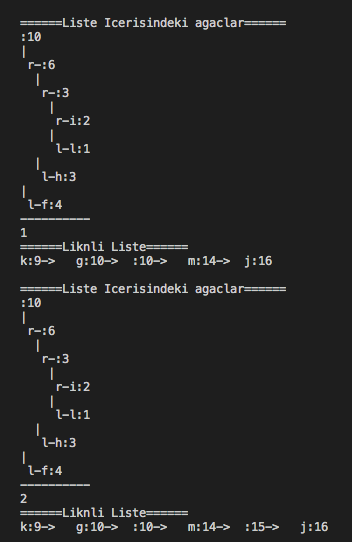 ======Liste Icerisindeki agaclar======
:10
|
 r-:6
  |
   r-:3
    |
     r-i:2
    |
     l-l:1
  |
   l-h:3
|
 l-f:4
----------
1
======Liknli Liste======
k:9->   g:10->  :10->   m:14->  j:16

======Liste Icerisindeki agaclar======
:10
|
 r-:6
  |
   r-:3
    |
     r-i:2
    |
     l-l:1
  |
   l-h:3
|
 l-f:4
----------
2
======Liknli Liste======
k:9->   g:10->  :10->   m:14->  :15->   j:16